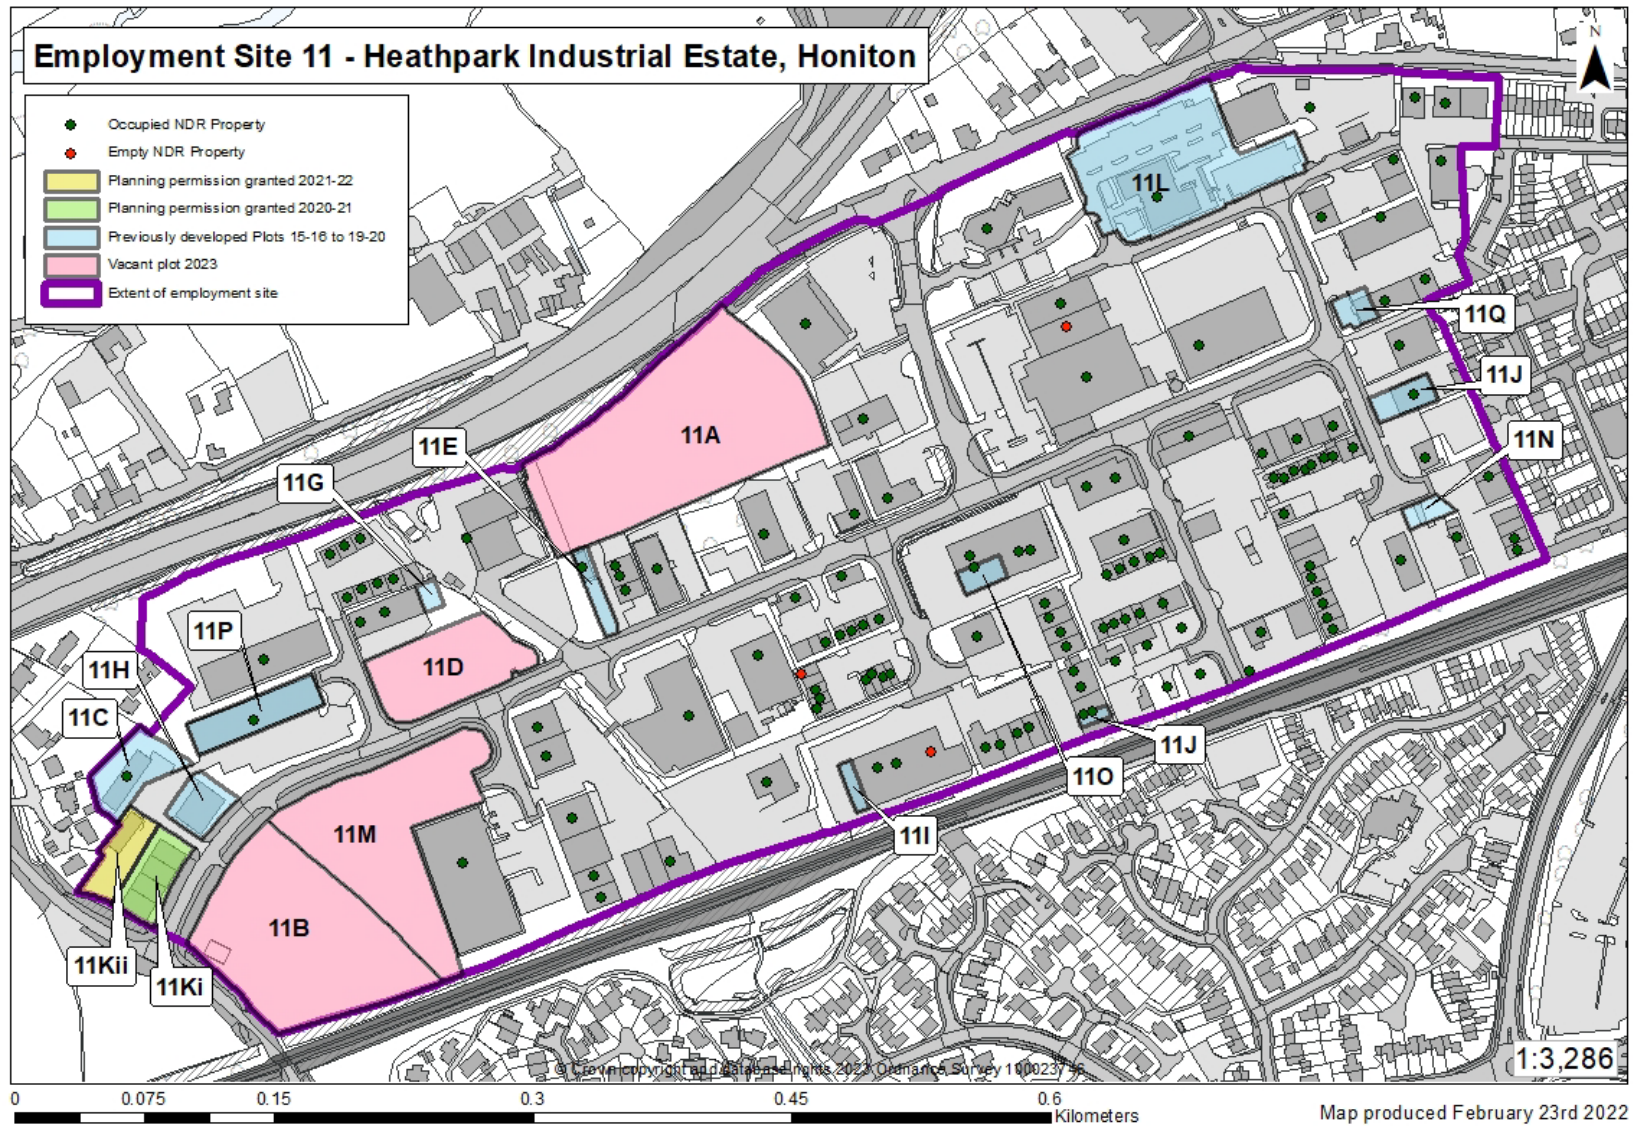 Employment Site 11 - Heathpark Industrial Estate, Honiton
N
Occupied NDR Property
Empty NDR Property
Planning permission granted 2021-22
Planning permission granted 2020-21
Previously developed Plots 15-16 to 19-20
Vacant plot 2023
Extent of employment site
11L
11Q
11J
11N
11A
11E
11G
11P
11D
11H
11C
11M
11B
11Kii
11Ki
11I
11O
11J
© Crown copyright and database rights 2023 Ordnance Survey 100023746
1:3,286
0 0.075 0.15 0.3 0.45 0.6
Kilometers
Map produced February 23rd 2022